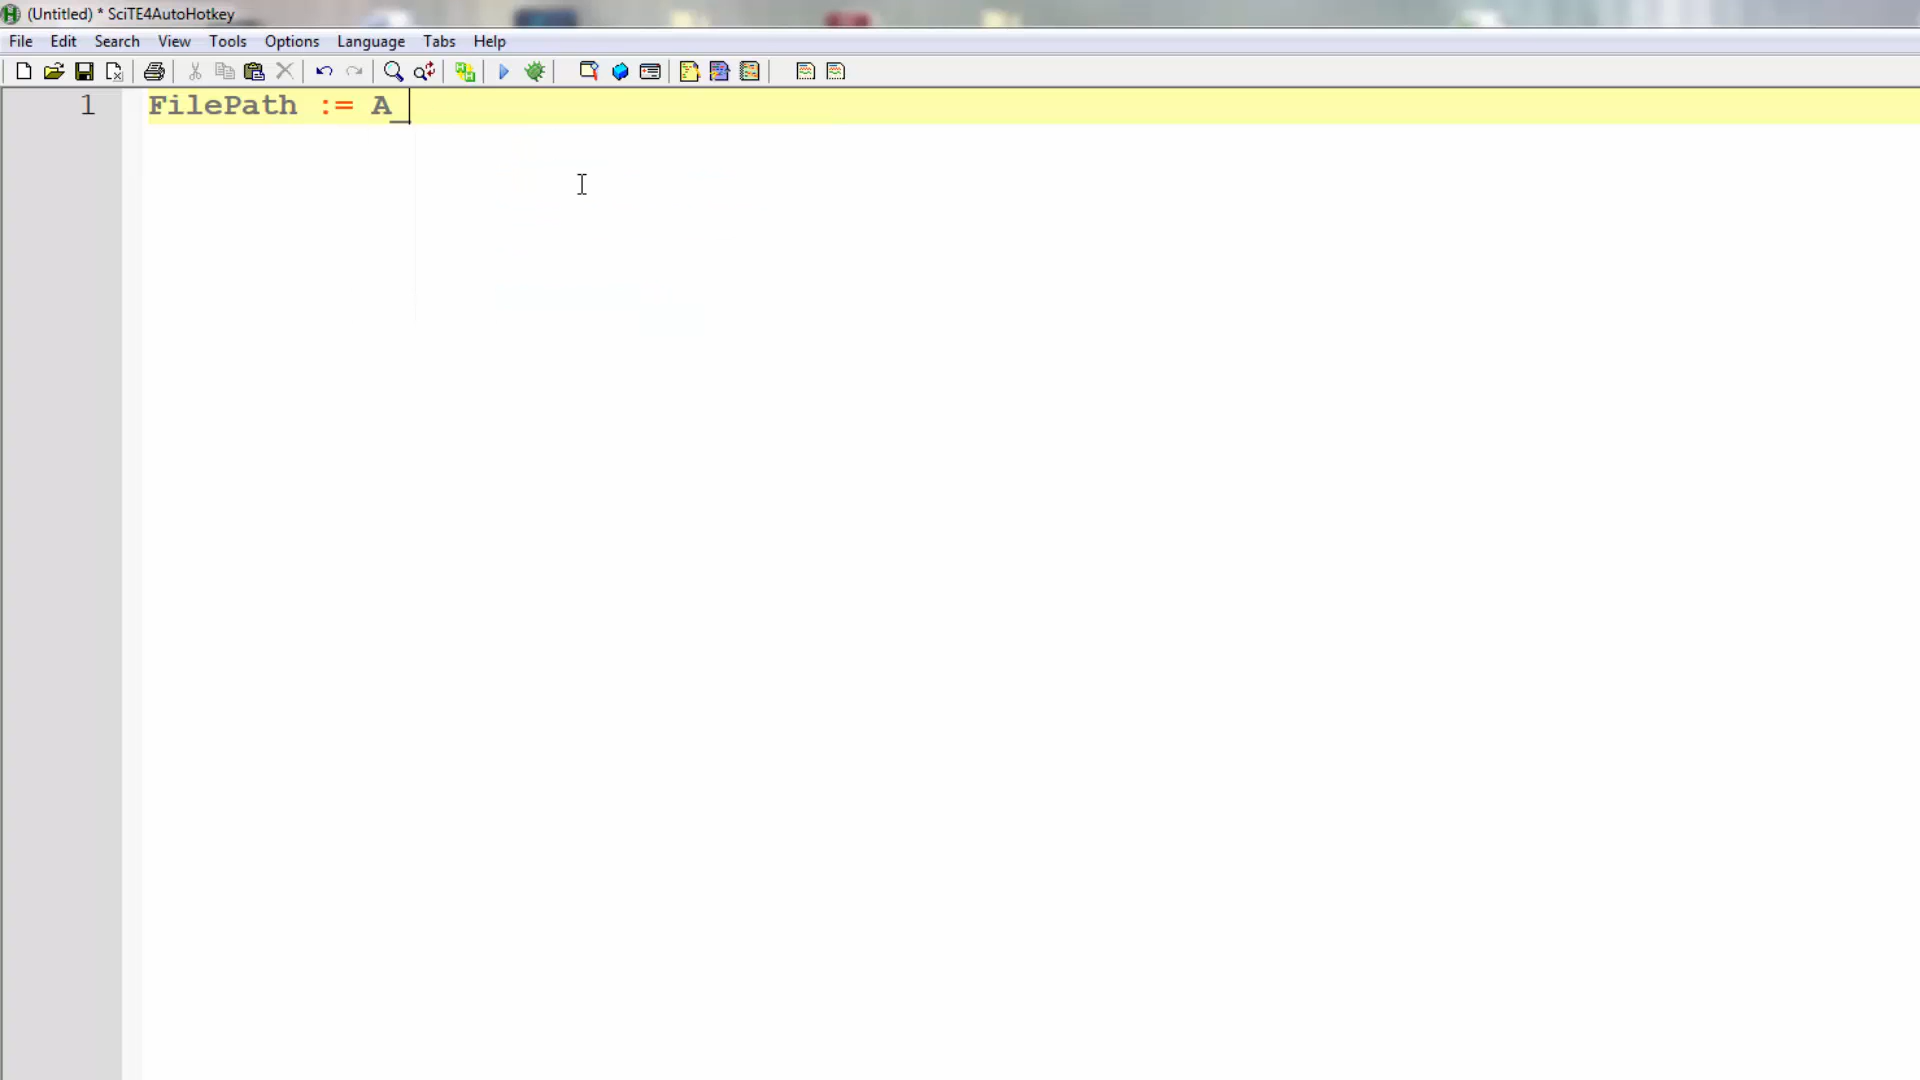 (Untitled) * SciTE4AutoHotkey
File Edit Search View Tools Options Language Tabs Help
1 FilePath := A_